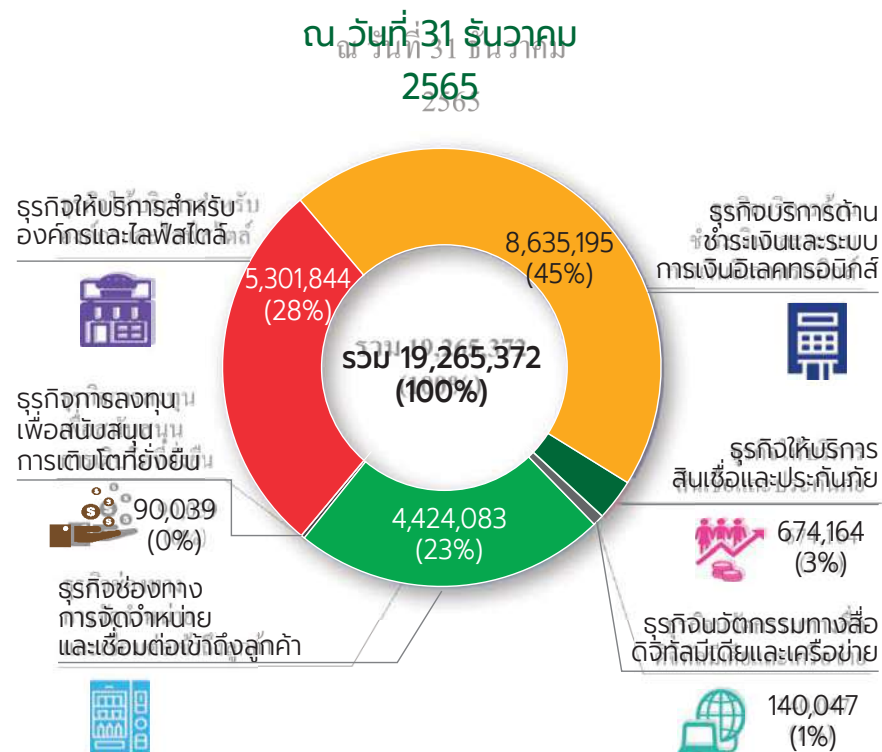 ณ วันที่ 31 ธันวาคม
2565
ธุรกิจให้บริการสำหรับ
องค์กรและไลฟ์สไตล์
5,301,844
(28%)
8,635,195
(45%)
ธุรกิจบริการด้าน
ชำระเงินและระบบ
การเงินอิเลคทรอนิกส์
รวม 19,265,372
(100%)
ธุรกิจการลงทุน
เพื่อสนับสนุน
การเติบโตที่ยั่งยืน
90,039
(0%)
ธุรกิจให้บริการ
สินเชื่อและประกันภัย
674,164
(3%)
4,424,083
(23%)
ธุรกิจช่องทาง
การจัดจำหน่าย
และเชื่อมต่อเข้าถึงลูกค้า
ธุรกิจนวัตกรรมทางสื่อ
ดิจิทัลมีเดียและเครือข่าย
140,047
(1%)